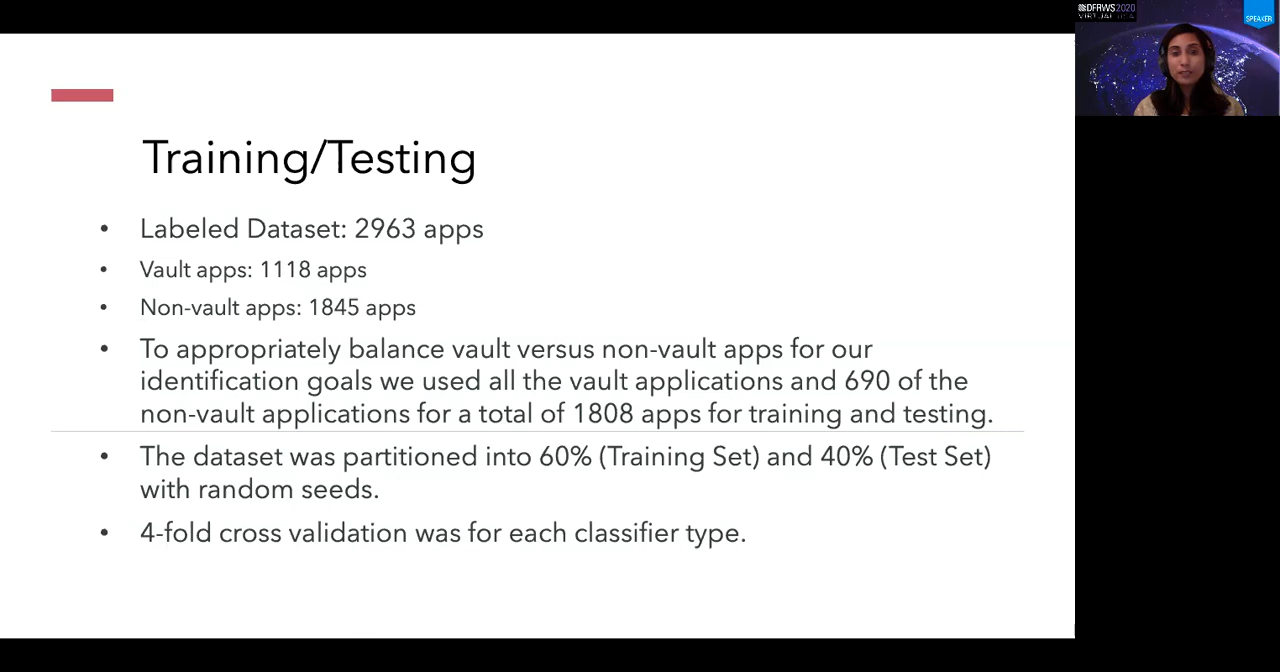 Training/Testing
• Labeled Dataset: 2963 apps
• Vault apps: 1118 apps
• Non-vault apps: 1845 apps
• To appropriately balance vault versus non-vault apps for our
identification goals we used all the vault applications and 690 of the
non-vault applications for a total of 1808 apps for training and testing.
• The dataset was partitioned into 60% (Training Set) and 40% (Test Set)
with random seeds.
• 4-fold cross validation was for each classifier type.
DFRWS2020
VIRTUAL USA
SPEAKER